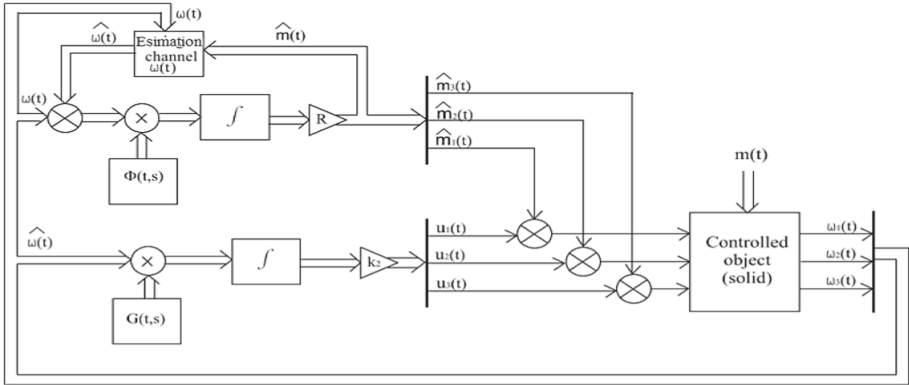 ω(t)
ω̂(t)
Esimation
channel
ω(t)
m̂(t)
ω(t)
×
∫
R
Φ(t,s)
m̂₃(t)
m̂₂(t)
m̂₁(t)
m(t)
ω̂(t)
×
∫
k₂
G(t,s)
u₁(t)
u₂(t)
u₃(t)
Controlled
object
(solid)
ω₁(t)
ω₂(t)
ω₃(t)